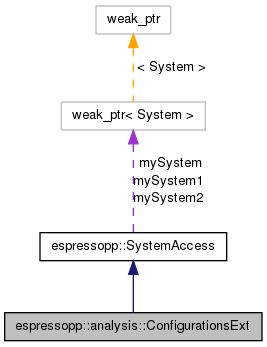 weak_ptr
< System >
weak_ptr< System >
mySystem
mySystem1
mySystem2
espressopp::SystemAccess
espressopp::analysis::ConfigurationsExt